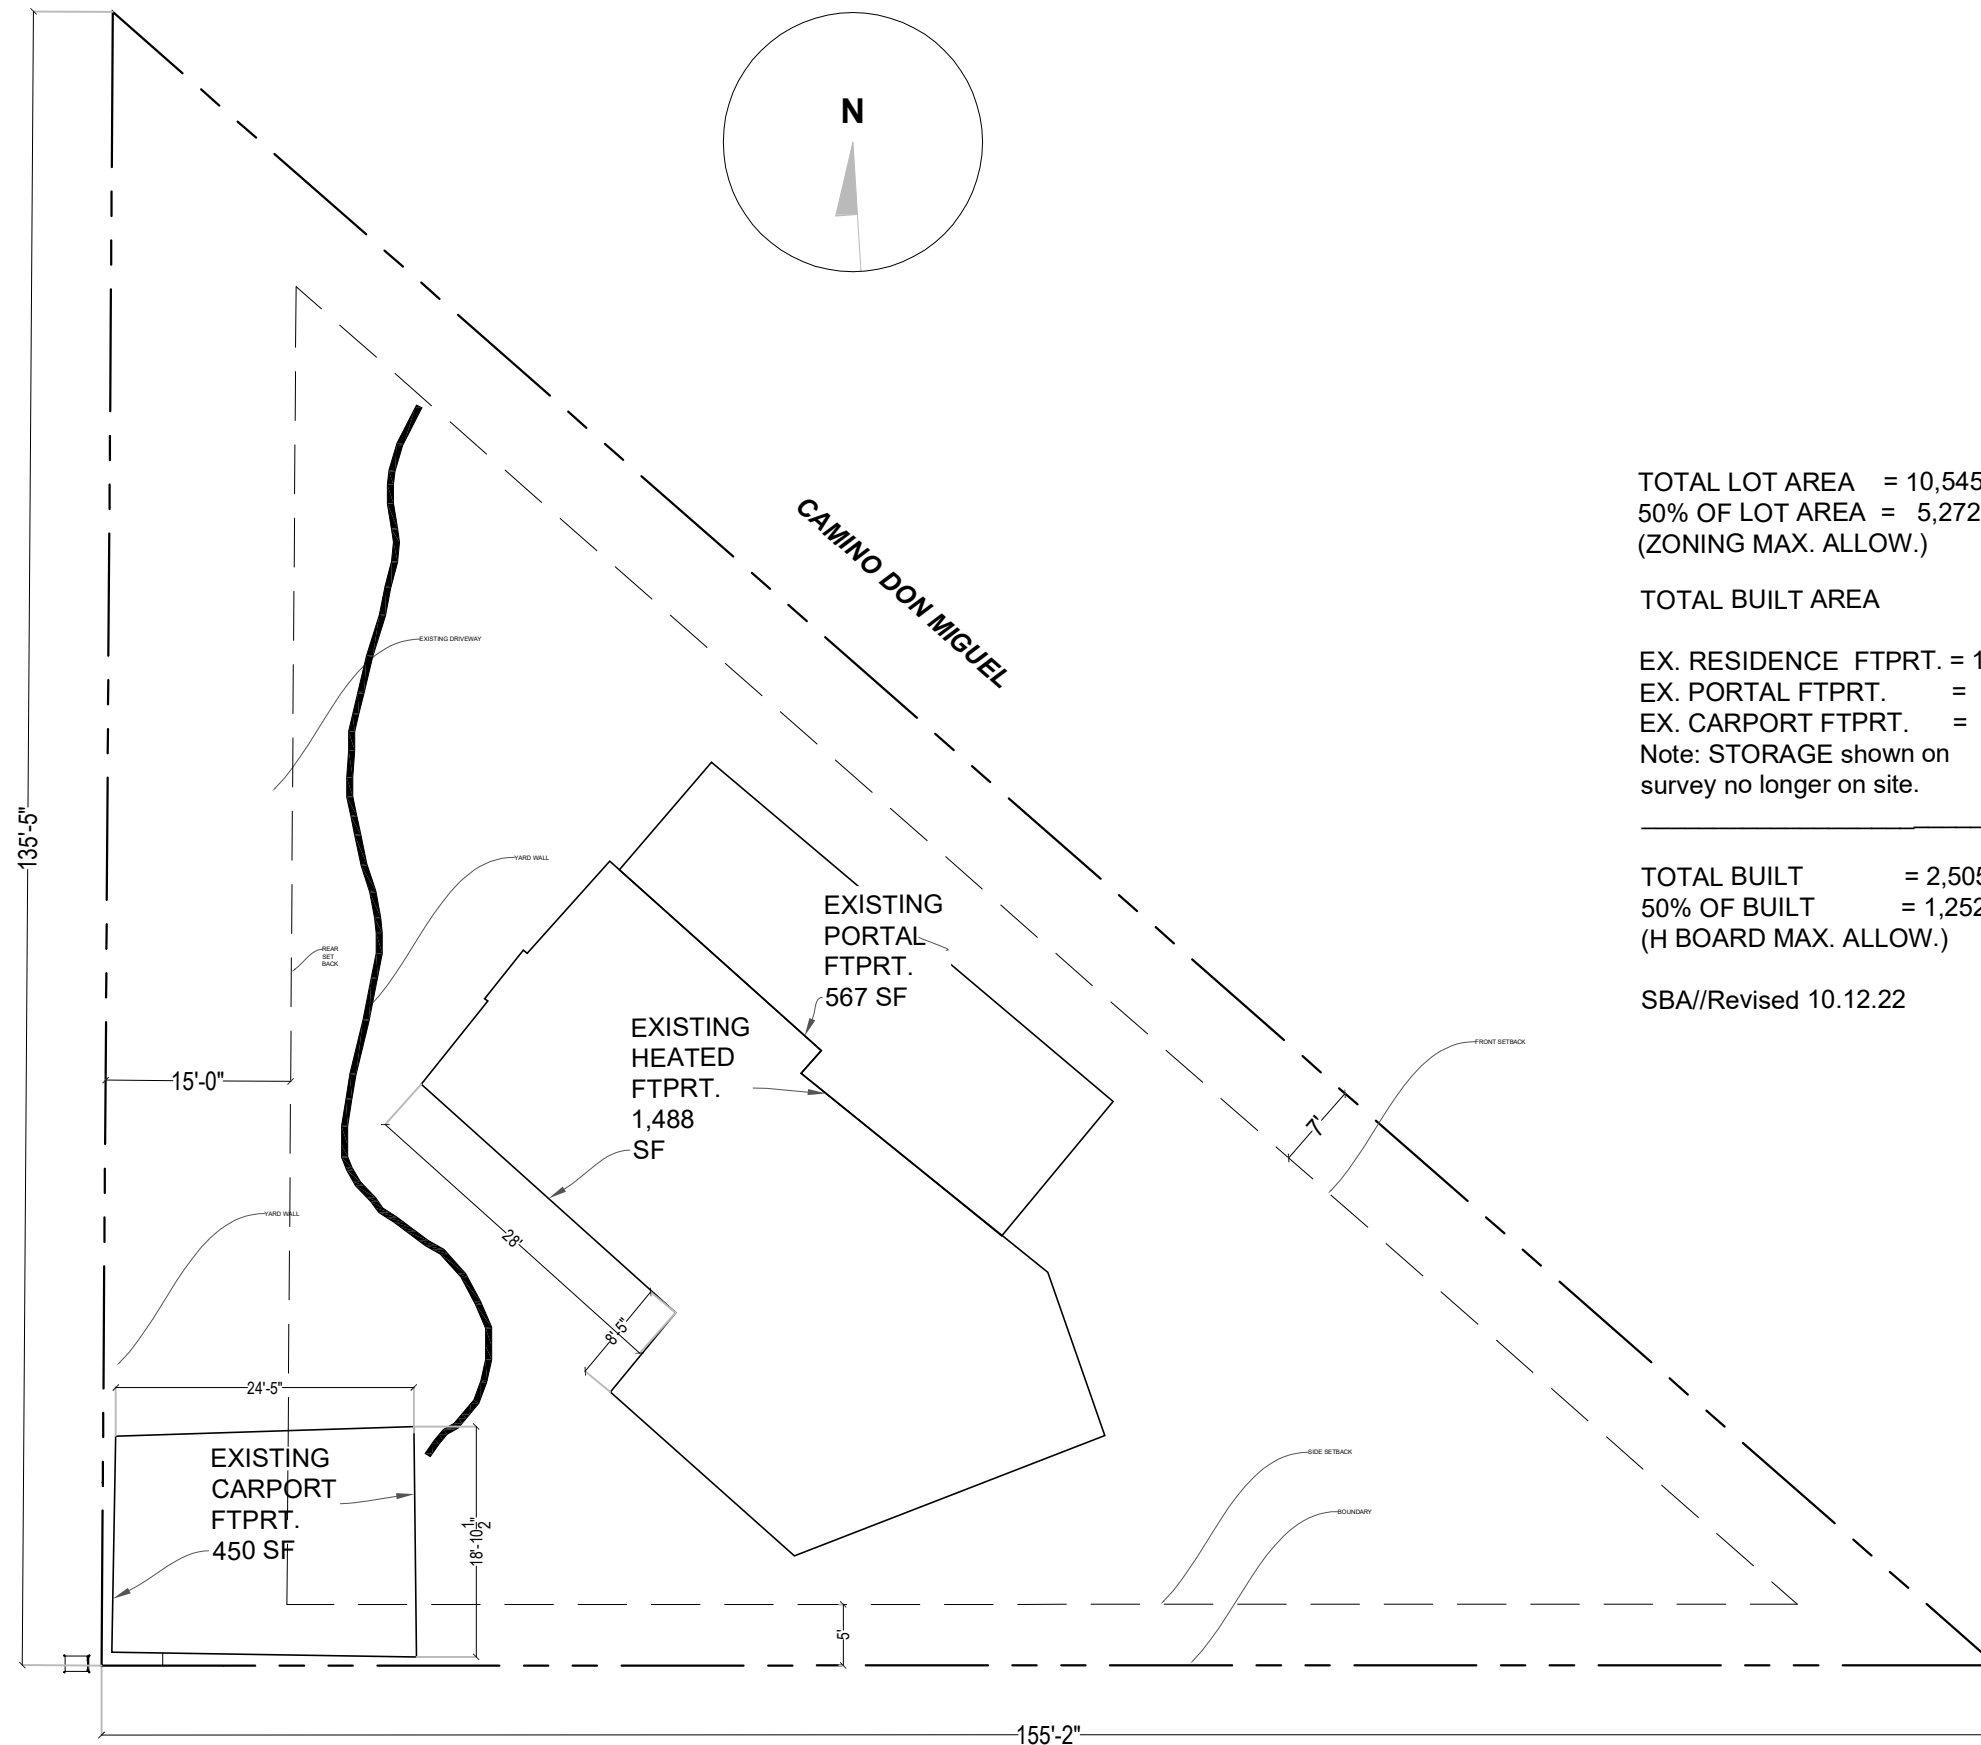 N
135'-5"
CAMINO DON MIGUEL
TOTAL LOT AREA = 10,545
50% OF LOT AREA = 5,272
(ZONING MAX. ALLOW.)
TOTAL BUILT AREA
EX. RESIDENCE FTPRT. = 1
EX. PORTAL FTPRT. =
EX. CARPORT FTPRT. =
Note: STORAGE shown on
survey no longer on site.
TOTAL BUILT = 2,505
50% OF BUILT = 1,252
(H BOARD MAX. ALLOW.)
SBA//Revised 10.12.22
EXISTING DRIVEWAY
YARD WALL
EXISTING
PORTAL
FTPRT.
567 SF
REAR
SET
BACK
EXISTING
HEATED
FTPRT.
1,488
SF
FRONT SETBACK
15'-0"
7'
YARD WALL
28'
8'-5"
24'-5"
EXISTING
CARPORT
FTPRT.
450 SF
18'-10 1/2"
SIDE SETBACK
BOUNDARY
5'
155'-2"